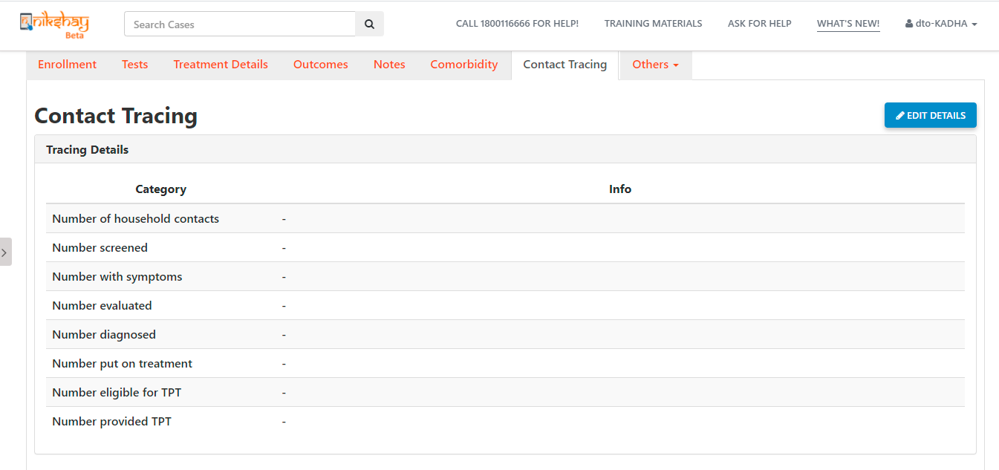 nikshay Beta Search Cases CALL 1800116666 FOR HELP! TRAINING MATERIALS ASK FOR HELP WHAT'S NEW! dto-KADHA
Enrollment Tests Treatment Details Outcomes Notes Comorbidity Contact Tracing Others
Contact Tracing EDIT DETAILS
Tracing Details
Category Info
Number of household contacts -
Number screened -
Number with symptoms -
Number evaluated -
Number diagnosed -
Number put on treatment -
Number eligible for TPT -
Number provided TPT -